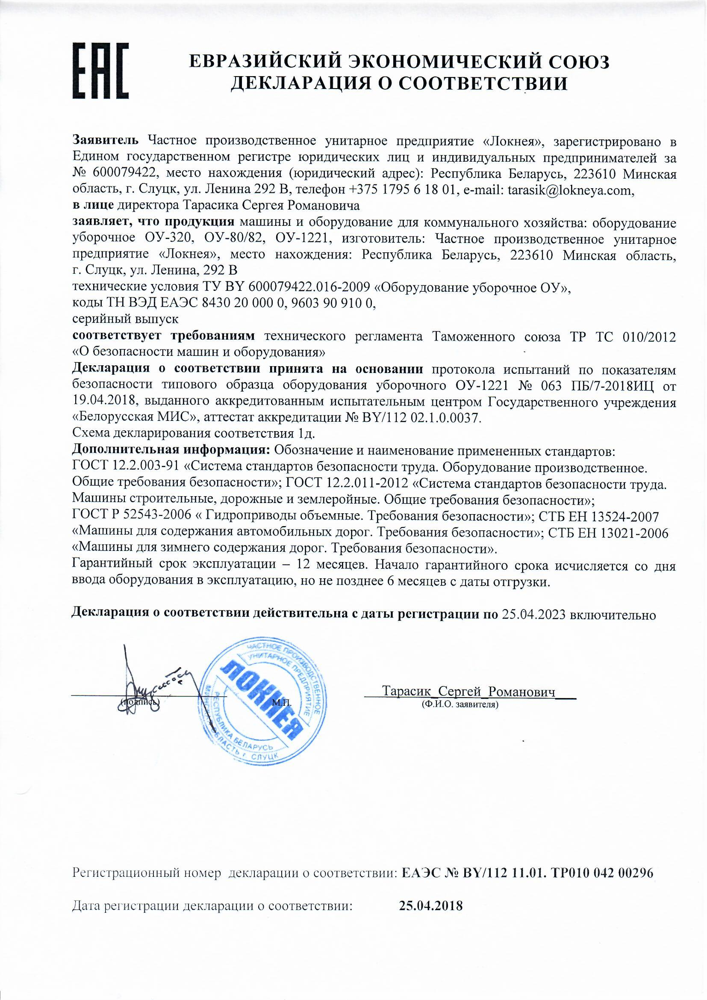 ЕАС
ЕВРАЗИЙСКИЙ ЭКОНОМИЧЕСКИЙ СОЮЗ
ДЕКЛАРАЦИЯ О СООТВЕТСТВИИ
Заявитель Частное производственное унитарное предприятие «Локнея», зарегистрировано в
Едином государственном регистре юридических лиц и индивидуальных предпринимателей за
№ 600079422, место нахождения (юридический адрес): Республика Беларусь, 223610 Минская
область, г. Слуцк, ул. Ленина 292 В, телефон +375 1795 6 18 01, e-mail: tarasik@lokneya.com,
в лице директора Тарасика Сергея Романовича
заявляет, что продукция машины и оборудование для коммунального хозяйства: оборудование
уборочное ОУ-320, ОУ-80/82, ОУ-1221, изготовитель: Частное производственное унитарное
предприятие «Локнея», место нахождения: Республика Беларусь, 223610 Минская область,
г. Слуцк, ул. Ленина, 292 В
технические условия ТУ BY 600079422.016-2009 «Оборудование уборочное ОУ»,
коды ТН ВЭД ЕАЭС 8430 20 000 0, 9603 90 910 0,
серийный выпуск
соответствует требованиям технического регламента Таможенного союза ТР ТС 010/2012
«О безопасности машин и оборудования»
Декларация о соответствии принята на основании протокола испытаний по показателям
безопасности типового образца оборудования уборочного ОУ-1221 № 063 ПБ/7-2018ИЦ от
19.04.2018, выданного аккредитованным испытательным центром Государственного учреждения
«Белорусская МИС», аттестат аккредитации № BY/112 02.1.0.0037.
Схема декларирования соответствия 1д.
Дополнительная информация: Обозначение и наименование примененных стандартов:
ГОСТ 12.2.003-91 «Система стандартов безопасности труда. Оборудование производственное.
Общие требования безопасности»; ГОСТ 12.2.011-2012 «Система стандартов безопасности труда.
Машины строительные, дорожные и землеройные. Общие требования безопасности»;
ГОСТ Р 52543-2006 « Гидроприводы объемные. Требования безопасности»; СТБ ЕН 13524-2007
«Машины для содержания автомобильных дорог. Требования безопасности»; СТБ ЕН 13021-2006
«Машины для зимнего содержания дорог. Требования безопасности».
Гарантийный срок эксплуатации – 12 месяцев. Начало гарантийного срока исчисляется со дня
ввода оборудования в эксплуатацию, но не позднее 6 месяцев с даты отгрузки.
Декларация о соответствии действительна с даты регистрации по 25.04.2023 включительно
ЧАСТНОЕ ПРОИЗВОДСТВЕННОЕ
УНИТАРНОЕ ПРЕДПРИЯТИЕ
ЛОКНЕЯ
РЕСПУБЛИКА БЕЛАРУСЬ
МИНСКАЯ ОБЛАСТЬ г. СЛУЦК
Тарасик Сергей Романович
(подпись) М.П. (Ф.И.О. заявителя)
Регистрационный номер декларации о соответствии: ЕАЭС № BY/112 11.01. ТР010 042 00296
Дата регистрации декларации о соответствии: 25.04.2018